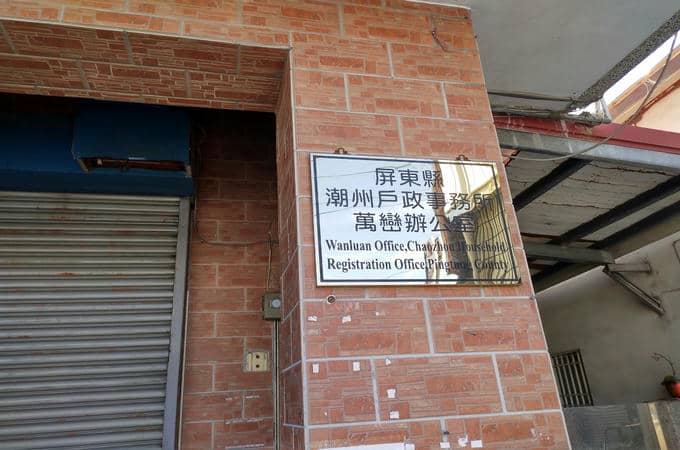 屏東縣
潮州戶政事務所
萬巒辦公室
Wanluan Office,Chaozhou Household
Registration Office,Pingtung County